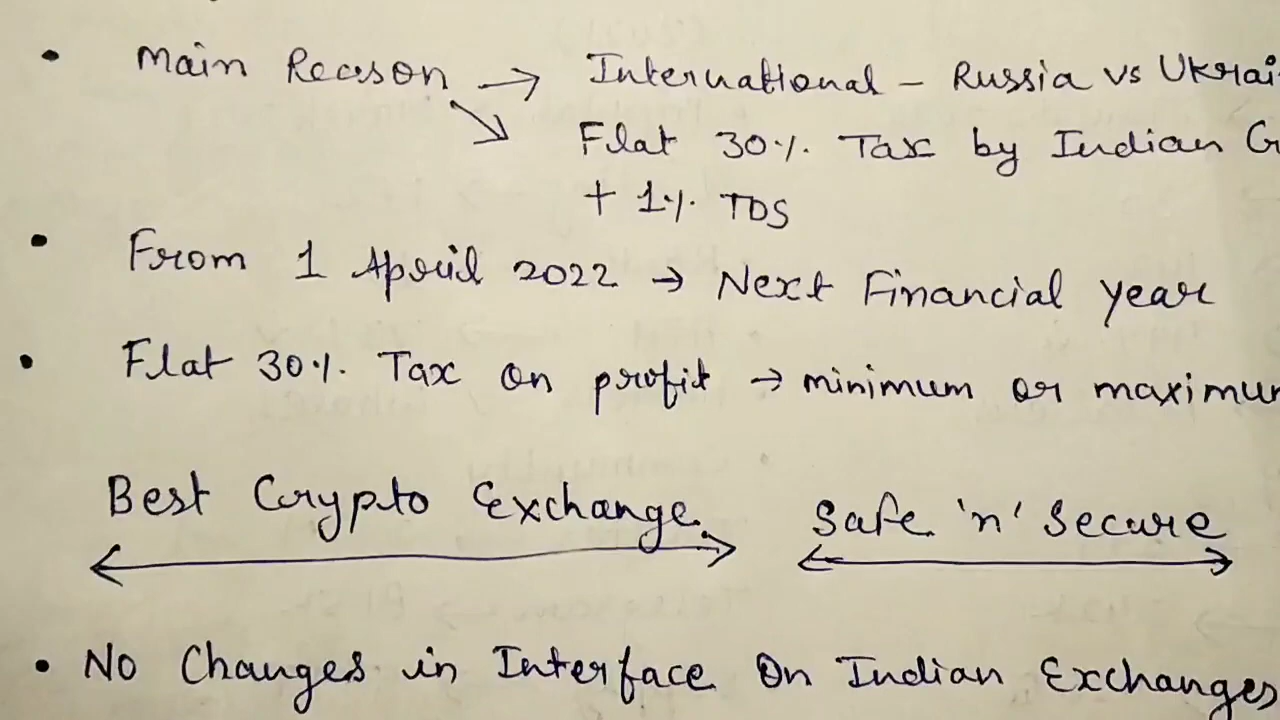 • Main Reason → International - Russia vs Ukrai
Flat 30% Tax by Indian G
+ 1% TDS
• From 1 April 2022 → Next Financial year
• Flat 30% Tax on profit → minimum or maximum
Best Crypto Exchange. Safe 'n' Secure
• No Changes in Interface On Indian Exchanges